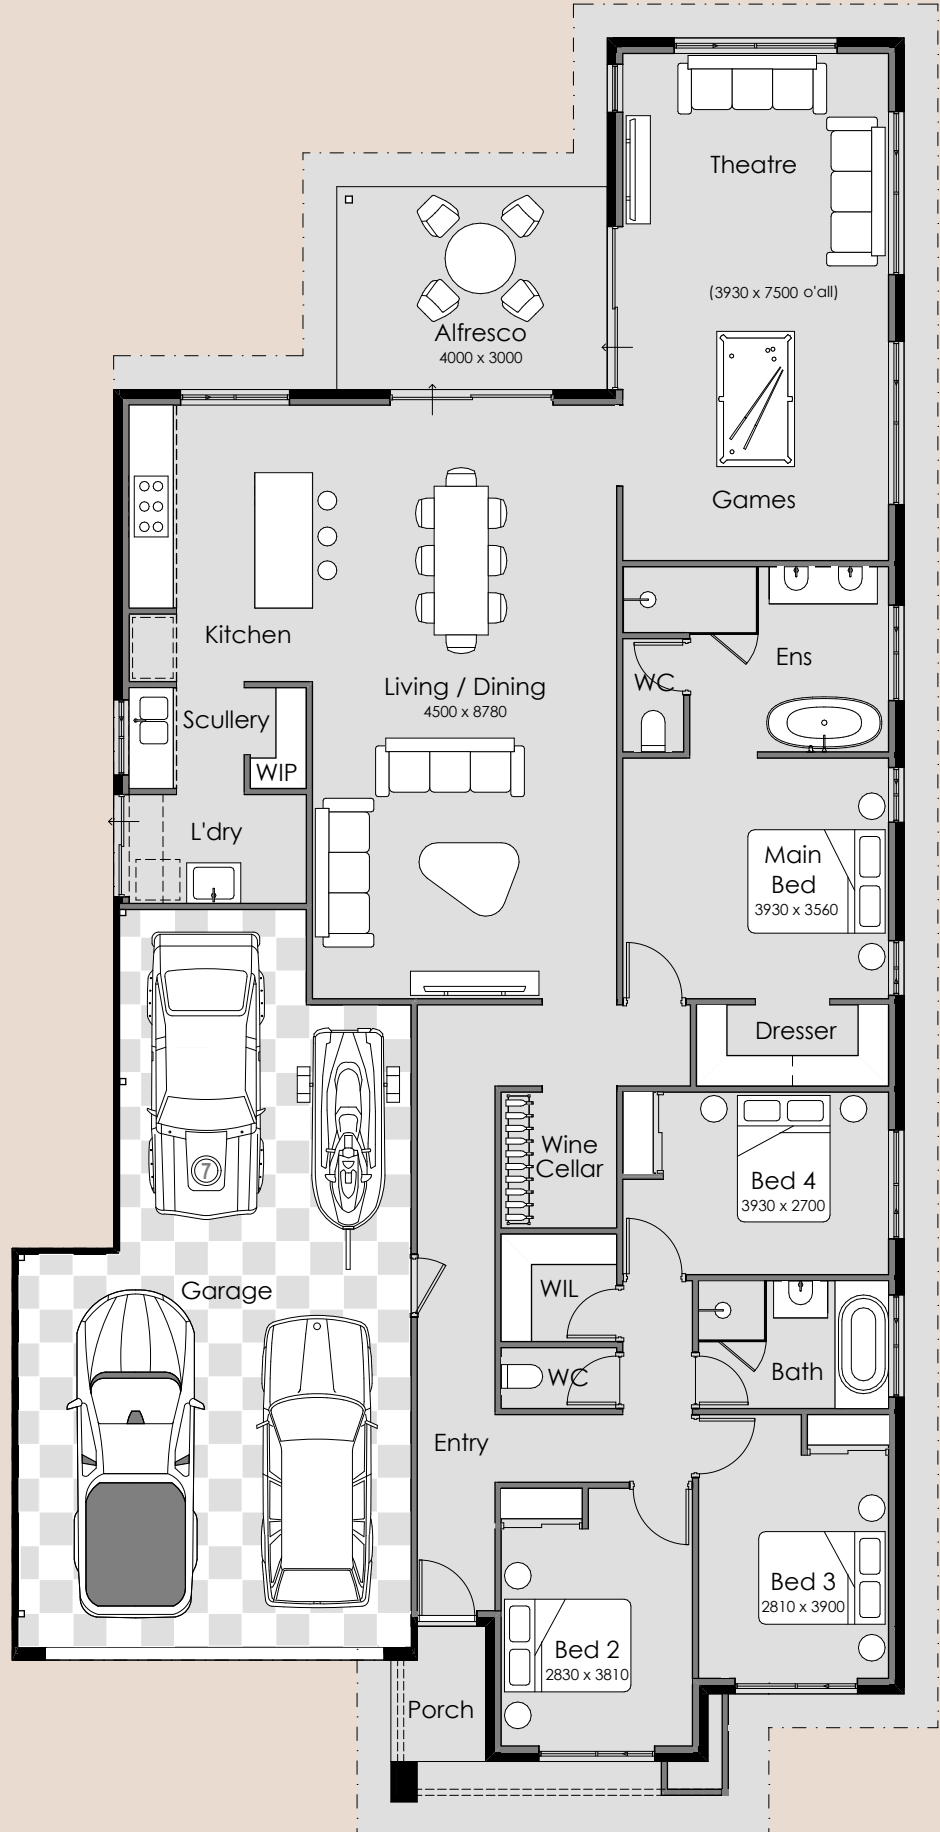 Theatre
(3930 x 7500 o'all)
Alfresco
4000 x 3000
Games
Kitchen
Ens
WC
Living / Dining
4500 x 8780
Scullery
WIP
L'dry
Main
Bed
3930 x 3560
Dresser
Wine
Cellar
Bed 4
3930 x 2700
7
Garage
WIL
WC
Bath
Entry
Bed 3
2810 x 3900
Bed 2
2830 x 3810
Porch